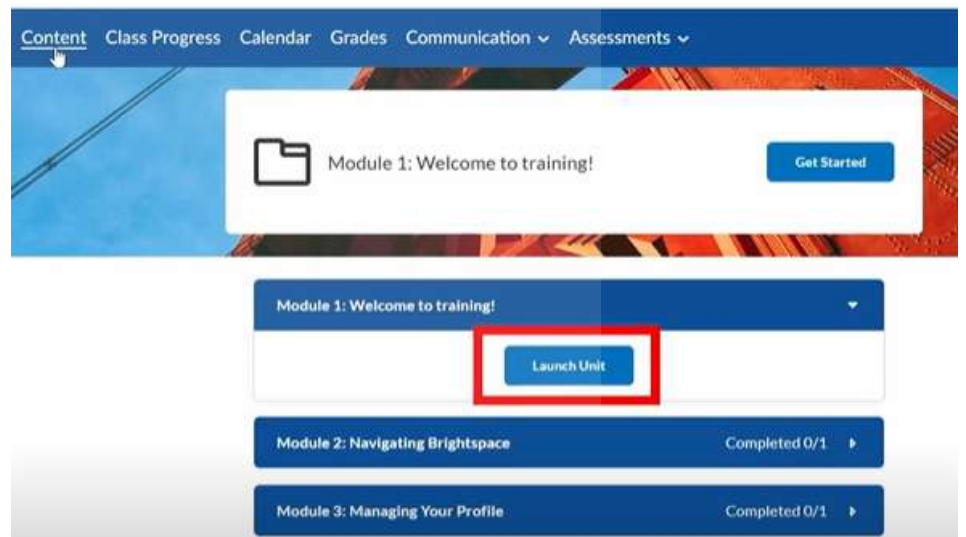 Content Class Progress Calendar Grades Communication Assessments
Module 1: Welcome to training!
Get Started
Module 1: Welcome to training!
Launch Unit
Module 2: Navigating Brightspace Completed 0/1
Module 3: Managing Your Profile Completed 0/1